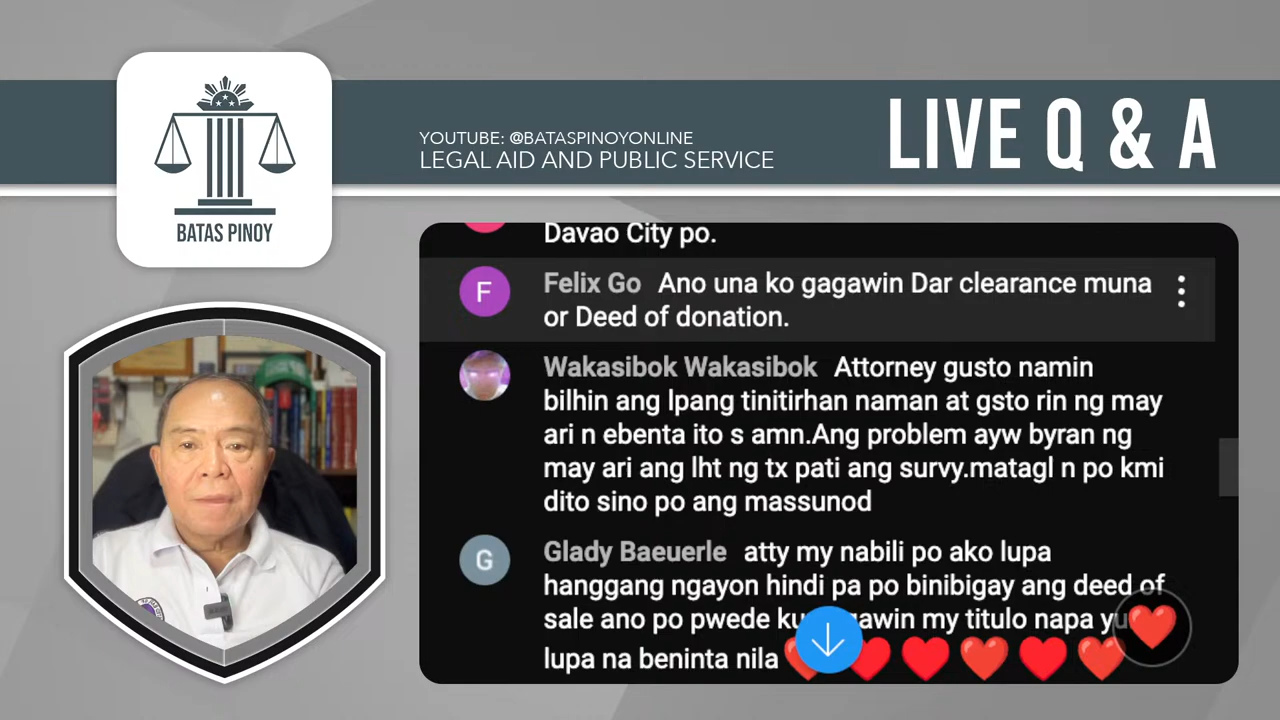 YOUTUBE: @BATASPINOYONLINE
LEGAL AID AND PUBLIC SERVICE
LIVE Q & A
BATAS PINOY
Davao City po.
F
Felix Go Ano una ko gagawin Dar clearance muna
or Deed of donation.
Wakasibok Wakasibok Attorney gusto namin
bilhin ang lpang tinitirhan naman at gsto rin ng may
ari n ebenta ito s amn.Ang problem ayw byran ng
may ari ang lht ng tx pati ang survy.matagl n po kmi
dito sino po ang massunod
G
Glady Baeuerle atty my nabili po ako lupa
hanggang ngayon hindi pa po binibigay ang deed of
sale ano po pwede my titulo napa
lupa na beninta nila